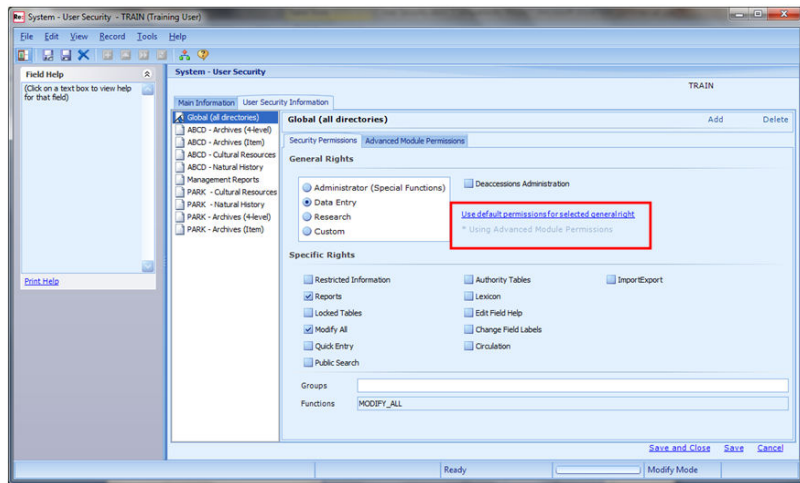 Re: System - User Security - TRAIN (Training User)
File Edit View Record Tools Help
Field Help
(Click on a text box to view help
for that field)
Print Help
System - User Security
TRAIN
Main Information User Security Information
Global (all directories)
ABCD - Archives (4-level)
ABCD - Archives (Item)
ABCD - Cultural Resources
ABCD - Natural History
Management Reports
PARK - Cultural Resources
PARK - Natural History
PARK - Archives (4-level)
PARK - Archives (Item)
Global (all directories) Add Delete
Security Permissions Advanced Module Permissions
General Rights
Administrator (Special Functions)
Data Entry
Research
Custom
Deaccessions Administration
Use default permissions for selected general right
* Using Advanced Module Permissions
Specific Rights
Restricted Information Authority Tables ImportExport
Reports Lexicon
Locked Tables Edit Field Help
Modify All Change Field Labels
Quick Entry Circulation
Public Search
Groups
Functions MODIFY_ALL
Save and Close Save Cancel
Ready Modify Mode